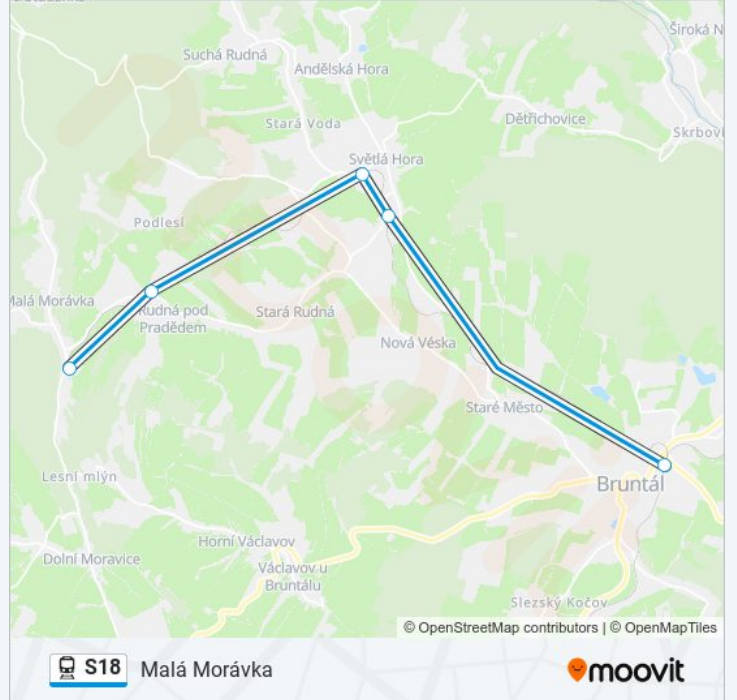 Široká N
Suchá Rudná
Andělská Hora
Dětřichovice
Stará Voda
Skrbov
Světlá Hora
Podlesí
Malá Morávka
Rudná pod
Pradědem
Stará Rudná
Nová Véska
Staré Město
Lesní mlýn
Bruntál
Horní Václavov
Dolní Moravice
Václavov u
Bruntálu
Slezský Kočov
© OpenStreetMap contributors | © OpenMapTiles
S18 Malá Morávka
moovit